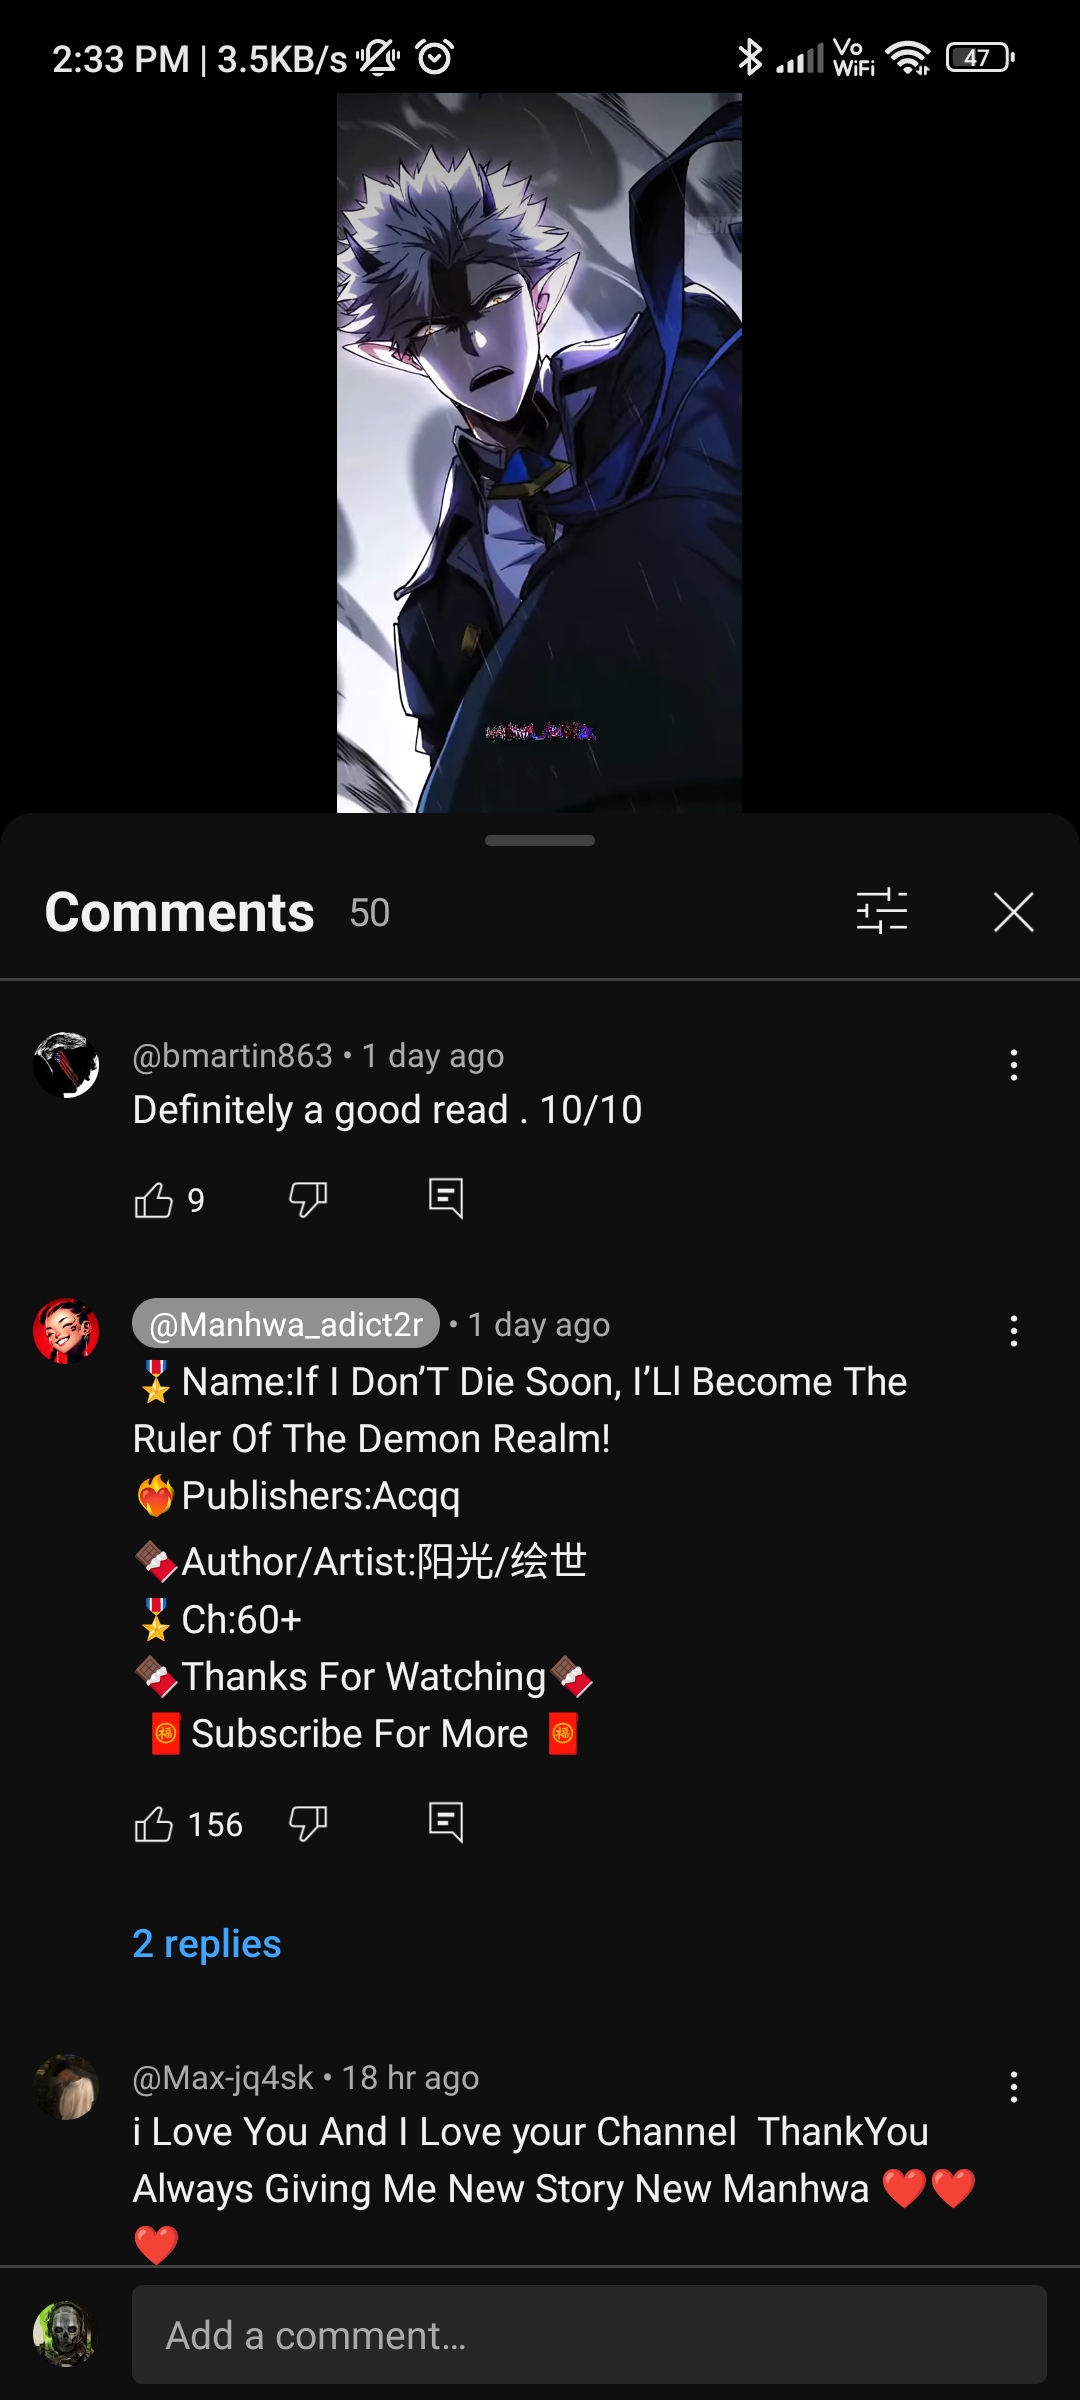 2:33 PM | 3.5KB/s
Vo
WiFi
47
Comments 50
@bmartin863 • 1 day ago
Definitely a good read . 10/10
9
@Manhwa_adict2r • 1 day ago
🎖️Name:If I Don’T Die Soon, I’Ll Become The
Ruler Of The Demon Realm!
❤️‍🔥Publishers:Acqq
🍫Author/Artist:阳光/绘世
🎖️Ch:60+
🍫Thanks For Watching🍫
🧧Subscribe For More 🧧
156
2 replies
@Max-jq4sk • 18 hr ago
i Love You And I Love your Channel  ThankYou
Always Giving Me New Story New Manhwa ❤️❤️
❤️
Add a comment...